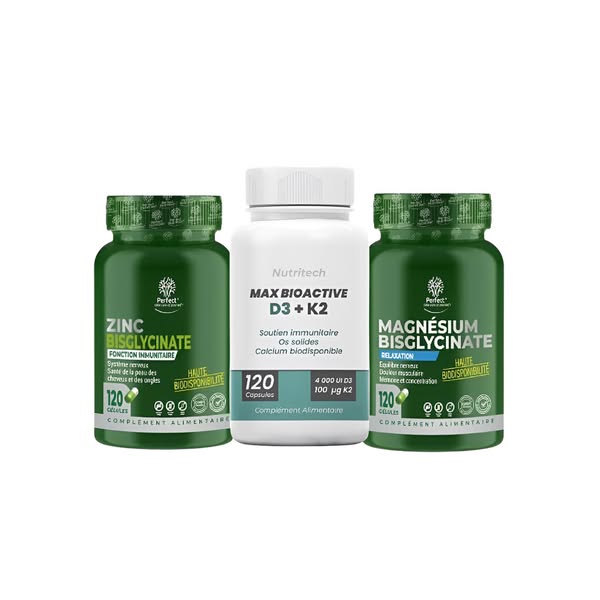 Perfect
ZINC
BISGLYCINATE
FONCTION IMMUNITAIRE
Système nerveux
Santé de la peau des
cheveux et des ongles
HAUTE
BIODISPONIBILITÉ
120
GÉLULES
COMPLÉMENT ALIMENTAIRE
Nutritech
MAX BIOACTIVE
D3 + K2
Soutien immunitaire
Os solides
Calcium biodisponible
120
Capsules
4 000 UI D3
100 µg K2
Complément Alimentaire
Perfect
MAGNÉSIUM
BISGLYCINATE
RELAXATION
Équilibre nerveux
Douleur musculaire
Mémoire et concentration
HAUTE
BIODISPONIBILITÉ
120
GÉLULES
COMPLÉMENT ALIMENTAIRE